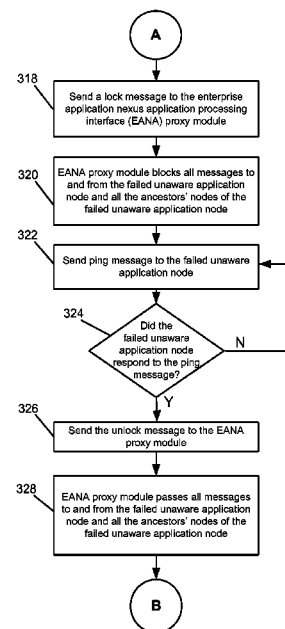 A
318
Send a lock message to the enterprise
application nexus application processing
interface (EANA) proxy module
320
EANA proxy module blocks all messages to
and from the failed unaware application
node and all the ancestors' nodes of the
failed unaware application node
322
Send ping message to the failed unaware
application node
324
Did the
failed unaware
application node
respond to the ping
message?
N
Y
326
Send the unlock message to the EANA
proxy module
328
EANA proxy module passes all messages
to and from the failed unaware application
node and all the ancestors' nodes of the
failed unaware application node
B